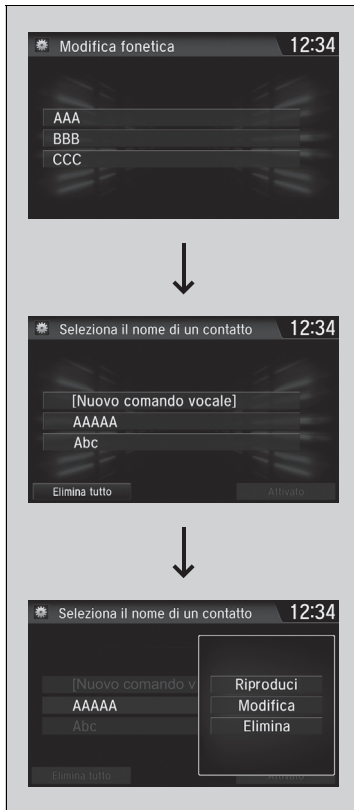 Modifica fonetica 12:34
AAA
BBB
CCC
Seleziona il nome di un contatto 12:34
[Nuovo comando vocale]
AAAAA
Abc
Elimina tutto Attivato
Seleziona il nome di un contatto 12:34
[Nuovo comando v Riproduci
AAAAA Modifica
Abc Elimina
Elimina tutto Attivato